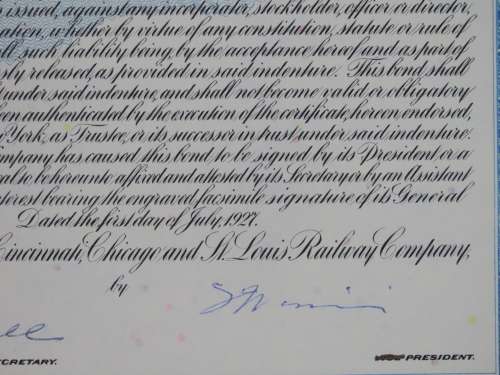 issued, against any incorporator, stockholder, officer or director,
ation, whether by virtue of any constitution, statute or rule of
ll such liability being, by the acceptance hereof and as part of
sly released, as provided in said indenture. This bond shall
under said indenture, and shall not become valid or obligatory
een authenticated by the execution of the certificate, hereon endorsed,
York, as Trustee, or its successor in trust under said indenture.
ompany has caused this bond to be signed by its President or a
al to be hereunto affixed and attested by its Secretary or by an Assistant
terest bearing the engraved facsimile signature of its General
Dated the first day of July, 1927.
Cincinnati, Chicago and St. Louis Railway Company,
by
CRETARY.
PRESIDENT.